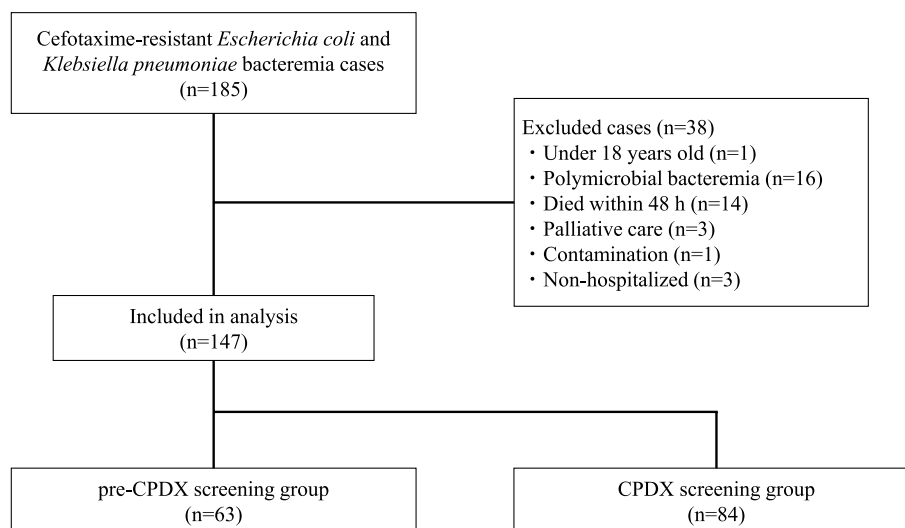 Cefotaxime-resistant Escherichia coli and
Klebsiella pneumoniae bacteremia cases
(n=185)
Excluded cases (n=38)
・Under 18 years old (n=1)
・Polymicrobial bacteremia (n=16)
・Died within 48 h (n=14)
・Palliative care (n=3)
・Contamination (n=1)
・Non-hospitalized (n=3)
Included in analysis
(n=147)
pre-CPDX screening group
(n=63)
CPDX screening group
(n=84)